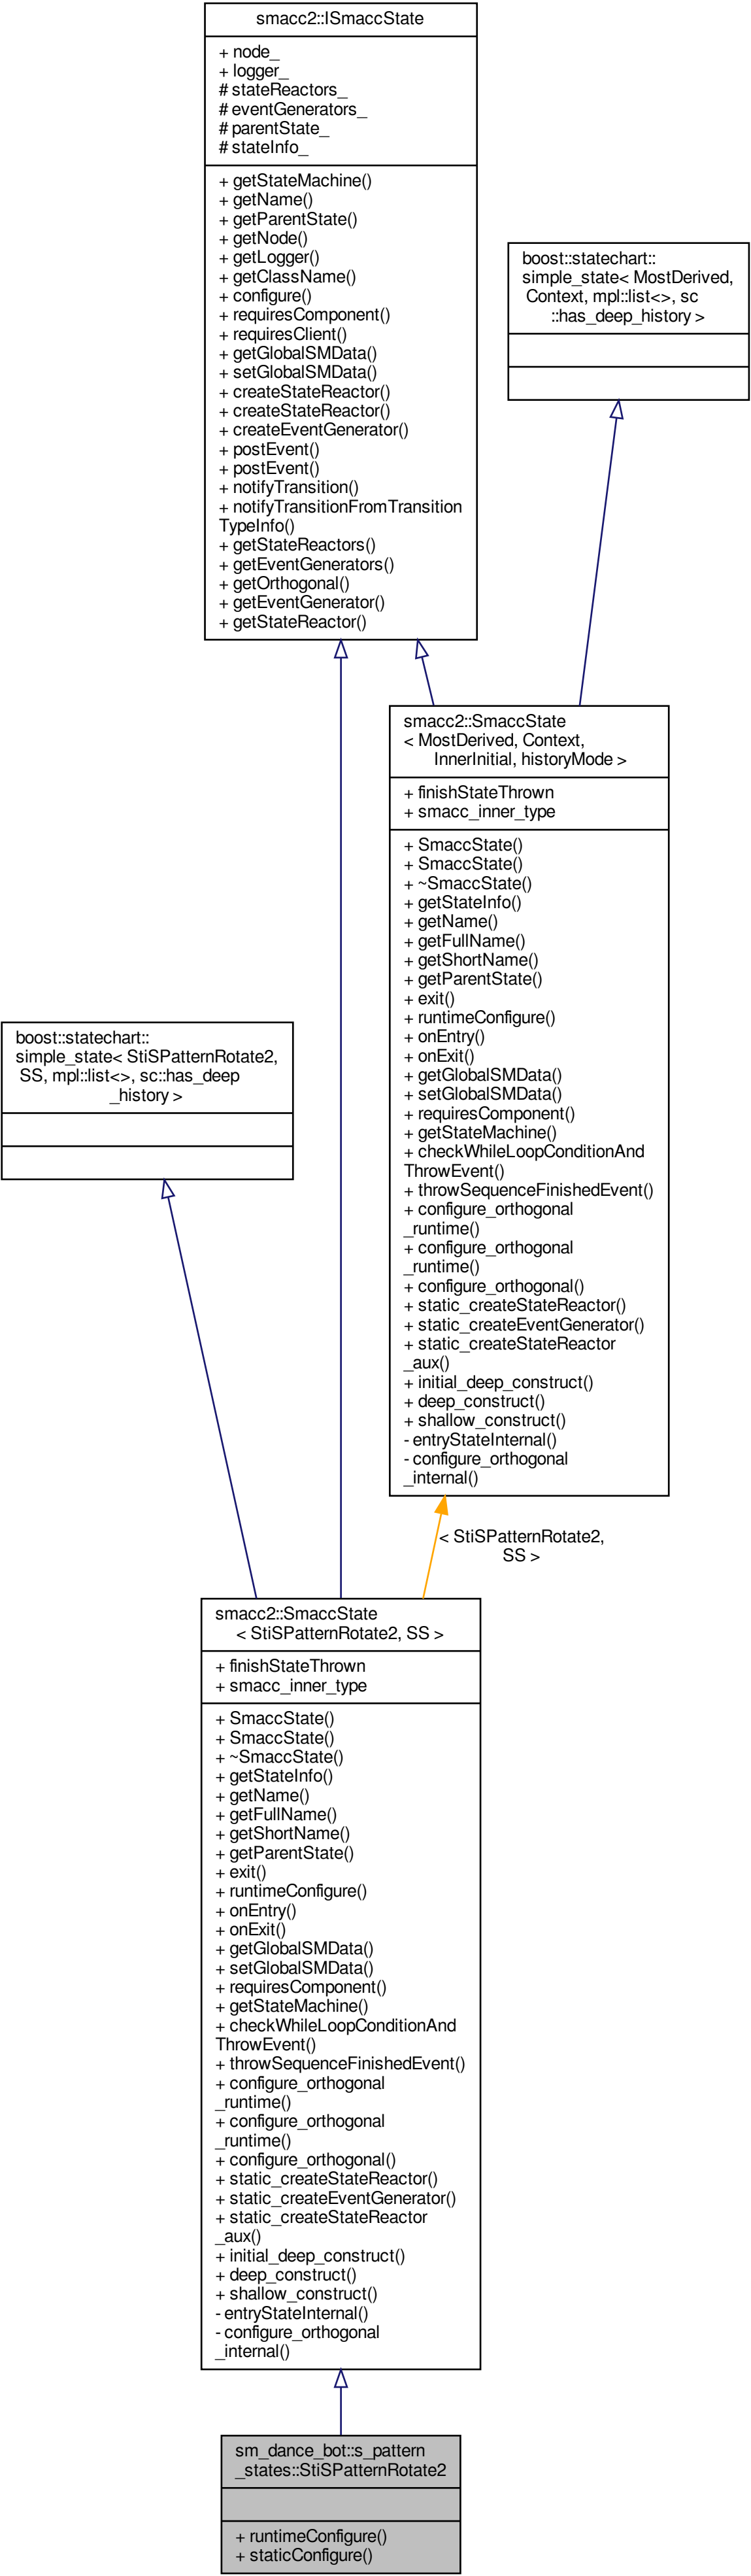 smacc2::ISmaccState
+ node_
+ logger_
# stateReactors_
# eventGenerators_
# parentState_
# stateInfo_
+ getStateMachine()
+ getName()
+ getParentState()
+ getNode()
+ getLogger()
+ getClassName()
+ configure()
+ requiresComponent()
+ requiresClient()
+ getGlobalSMData()
+ setGlobalSMData()
+ createStateReactor()
+ createStateReactor()
+ createEventGenerator()
+ postEvent()
+ postEvent()
+ notifyTransition()
+ notifyTransitionFromTransition
TypeInfo()
+ getStateReactors()
+ getEventGenerators()
+ getOrthogonal()
+ getEventGenerator()
+ getStateReactor()
boost::statechart::
simple_state< MostDerived,
Context, mpl::list<>, sc
::has_deep_history >
smacc2::SmaccState
< MostDerived, Context,
InnerInitial, historyMode >
+ finishStateThrown
+ smacc_inner_type
+ SmaccState()
+ SmaccState()
+ ~SmaccState()
+ getStateInfo()
+ getName()
+ getFullName()
+ getShortName()
+ getParentState()
+ exit()
+ runtimeConfigure()
+ onEntry()
+ onExit()
+ getGlobalSMData()
+ setGlobalSMData()
+ requiresComponent()
+ getStateMachine()
+ checkWhileLoopConditionAnd
ThrowEvent()
+ throwSequenceFinishedEvent()
+ configure_orthogonal
_runtime()
+ configure_orthogonal
_runtime()
+ configure_orthogonal()
+ static_createStateReactor()
+ static_createEventGenerator()
+ static_createStateReactor
_aux()
+ initial_deep_construct()
+ deep_construct()
+ shallow_construct()
- entryStateInternal()
- configure_orthogonal
_internal()
boost::statechart::
simple_state< StiSPatternRotate2,
SS, mpl::list<>, sc::has_deep
_history >
< StiSPatternRotate2,
SS >
smacc2::SmaccState
< StiSPatternRotate2, SS >
+ finishStateThrown
+ smacc_inner_type
+ SmaccState()
+ SmaccState()
+ ~SmaccState()
+ getStateInfo()
+ getName()
+ getFullName()
+ getShortName()
+ getParentState()
+ exit()
+ runtimeConfigure()
+ onEntry()
+ onExit()
+ getGlobalSMData()
+ setGlobalSMData()
+ requiresComponent()
+ getStateMachine()
+ checkWhileLoopConditionAnd
ThrowEvent()
+ throwSequenceFinishedEvent()
+ configure_orthogonal
_runtime()
+ configure_orthogonal
_runtime()
+ configure_orthogonal()
+ static_createStateReactor()
+ static_createEventGenerator()
+ static_createStateReactor
_aux()
+ initial_deep_construct()
+ deep_construct()
+ shallow_construct()
- entryStateInternal()
- configure_orthogonal
_internal()
sm_dance_bot::s_pattern
_states::StiSPatternRotate2
+ runtimeConfigure()
+ staticConfigure()